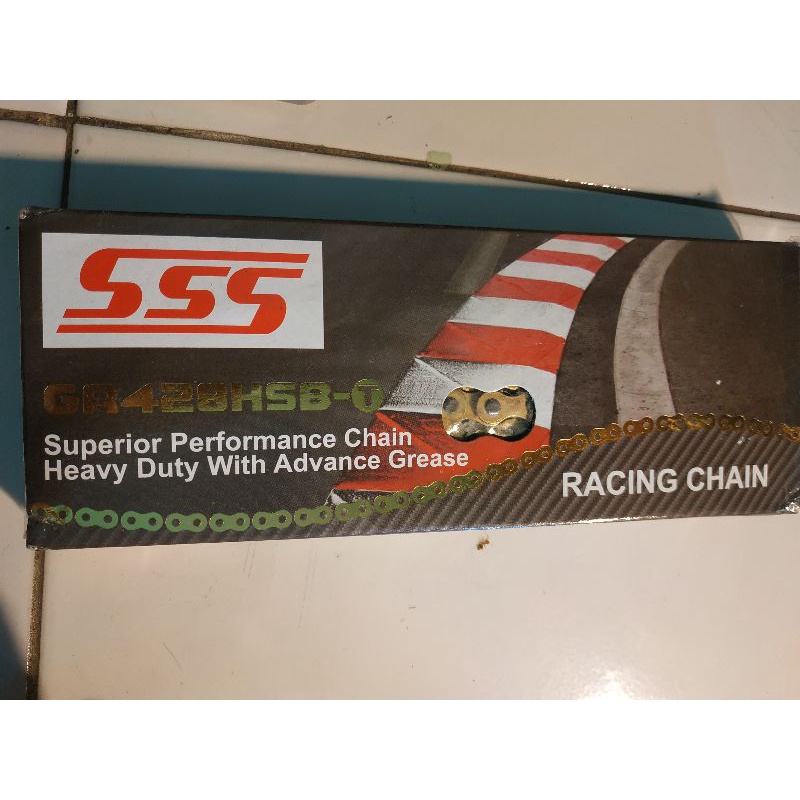 SSS
GR428HSB-T
Superior Performance Chain
Heavy Duty With Advance Grease
RACING CHAIN